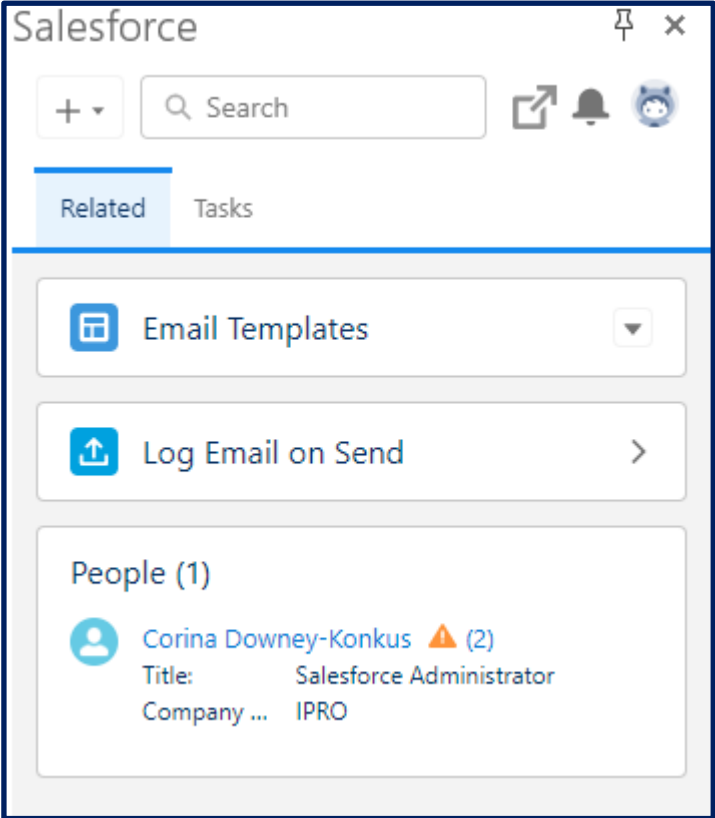 Salesforce
Search
Related Tasks
Email Templates
Log Email on Send
People (1)
Corina Downey-Konkus (2)
Title: Salesforce Administrator
Company ... IPRO